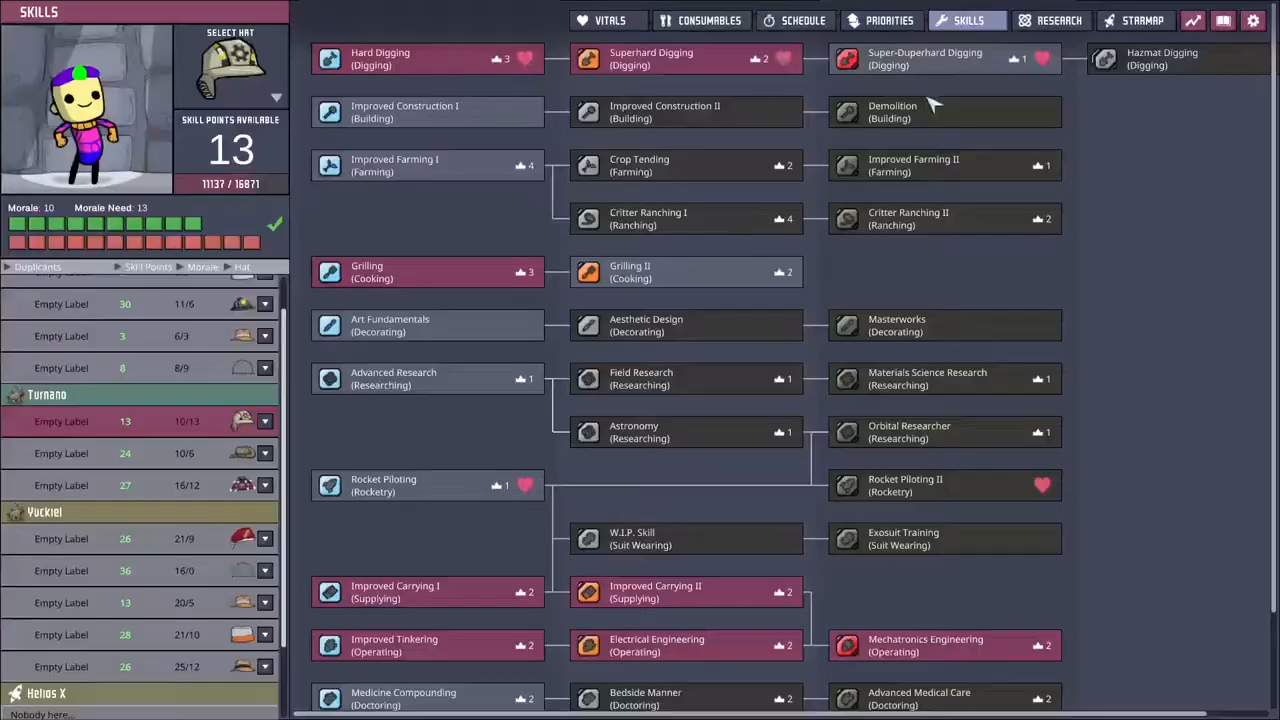 SKILLS
VITALS
CONSUMABLES
SCHEDULE
PRIORITIES
SKILLS
RESEARCH
STARMAP
SELECT HAT
SKILL POINTS AVAILABLE
13
11137 / 16871
Morale: 10 Morale Need: 13
Duplicants Skill Points Morale Hat
Empty Label 30 11/6
Empty Label 3 6/3
Empty Label 8 8/9
Turnano
Empty Label 13 10/13
Empty Label 24 10/6
Empty Label 27 16/12
Yuckiel
Empty Label 26 21/9
Empty Label 36 16/0
Empty Label 13 20/5
Empty Label 28 21/10
Empty Label 26 25/12
Helios X
Nobody here...
Hard Digging
(Digging)
3
Superhard Digging
(Digging)
2
Super-Duperhard Digging
(Digging)
1
Hazmat Digging
(Digging)
Improved Construction I
(Building)
Improved Construction II
(Building)
Demolition
(Building)
Improved Farming I
(Farming)
4
Crop Tending
(Farming)
2
Improved Farming II
(Farming)
1
Critter Ranching I
(Ranching)
4
Critter Ranching II
(Ranching)
2
Grilling
(Cooking)
3
Grilling II
(Cooking)
2
Art Fundamentals
(Decorating)
Aesthetic Design
(Decorating)
Masterworks
(Decorating)
Advanced Research
(Researching)
1
Field Research
(Researching)
1
Materials Science Research
(Researching)
1
Astronomy
(Researching)
1
Orbital Researcher
(Researching)
1
Rocket Piloting
(Rocketry)
1
Rocket Piloting II
(Rocketry)
W.I.P. Skill
(Suit Wearing)
Exosuit Training
(Suit Wearing)
Improved Carrying I
(Supplying)
2
Improved Carrying II
(Supplying)
2
Improved Tinkering
(Operating)
2
Electrical Engineering
(Operating)
2
Mechatronics Engineering
(Operating)
2
Medicine Compounding
(Doctoring)
2
Bedside Manner
(Doctoring)
2
Advanced Medical Care
(Doctoring)
2